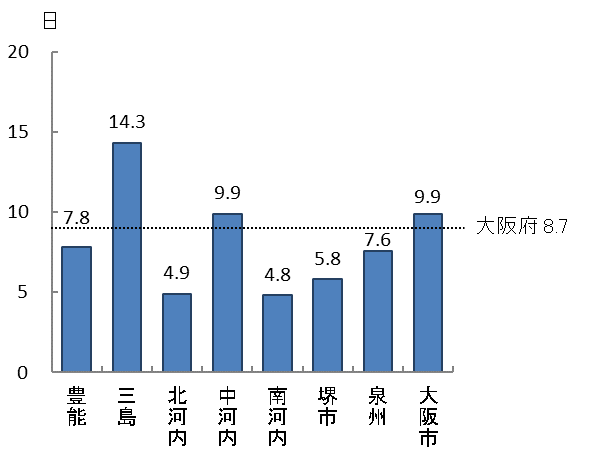 日
20
15
10
5
0
7.8
14.3
4.9
9.9
4.8
5.8
7.6
9.9
大阪府 8.7
豊能
三島
北河内
中河内
南河内
堺市
泉州
大阪市